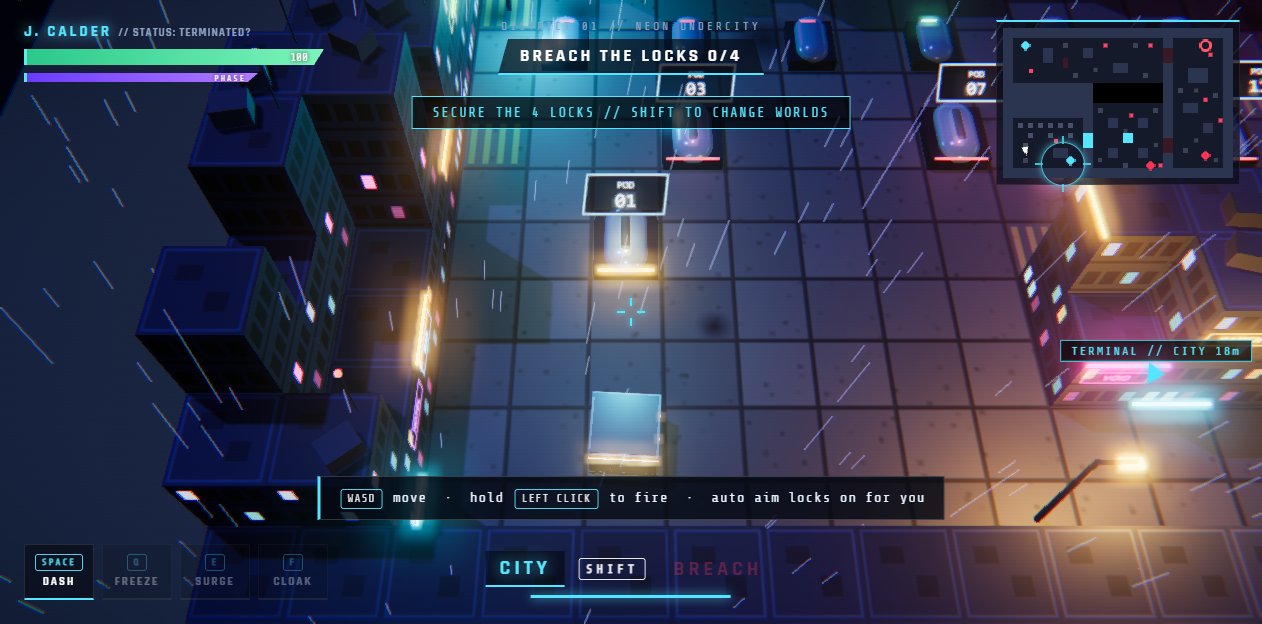 J. CALDER // STATUS: TERMINATED?
100
PHASE
01 // NEON UNDERCITY
BREACH THE LOCKS 0/4
SECURE THE 4 LOCKS // SHIFT TO CHANGE WORLDS
POD
03
POD
07
POD
01
TERMINAL // CITY 18m
WASD move · hold LEFT CLICK to fire · auto aim locks on for you
SPACE
DASH
Q
FREEZE
E
SURGE
F
CLOAK
CITY SHIFT BREACH